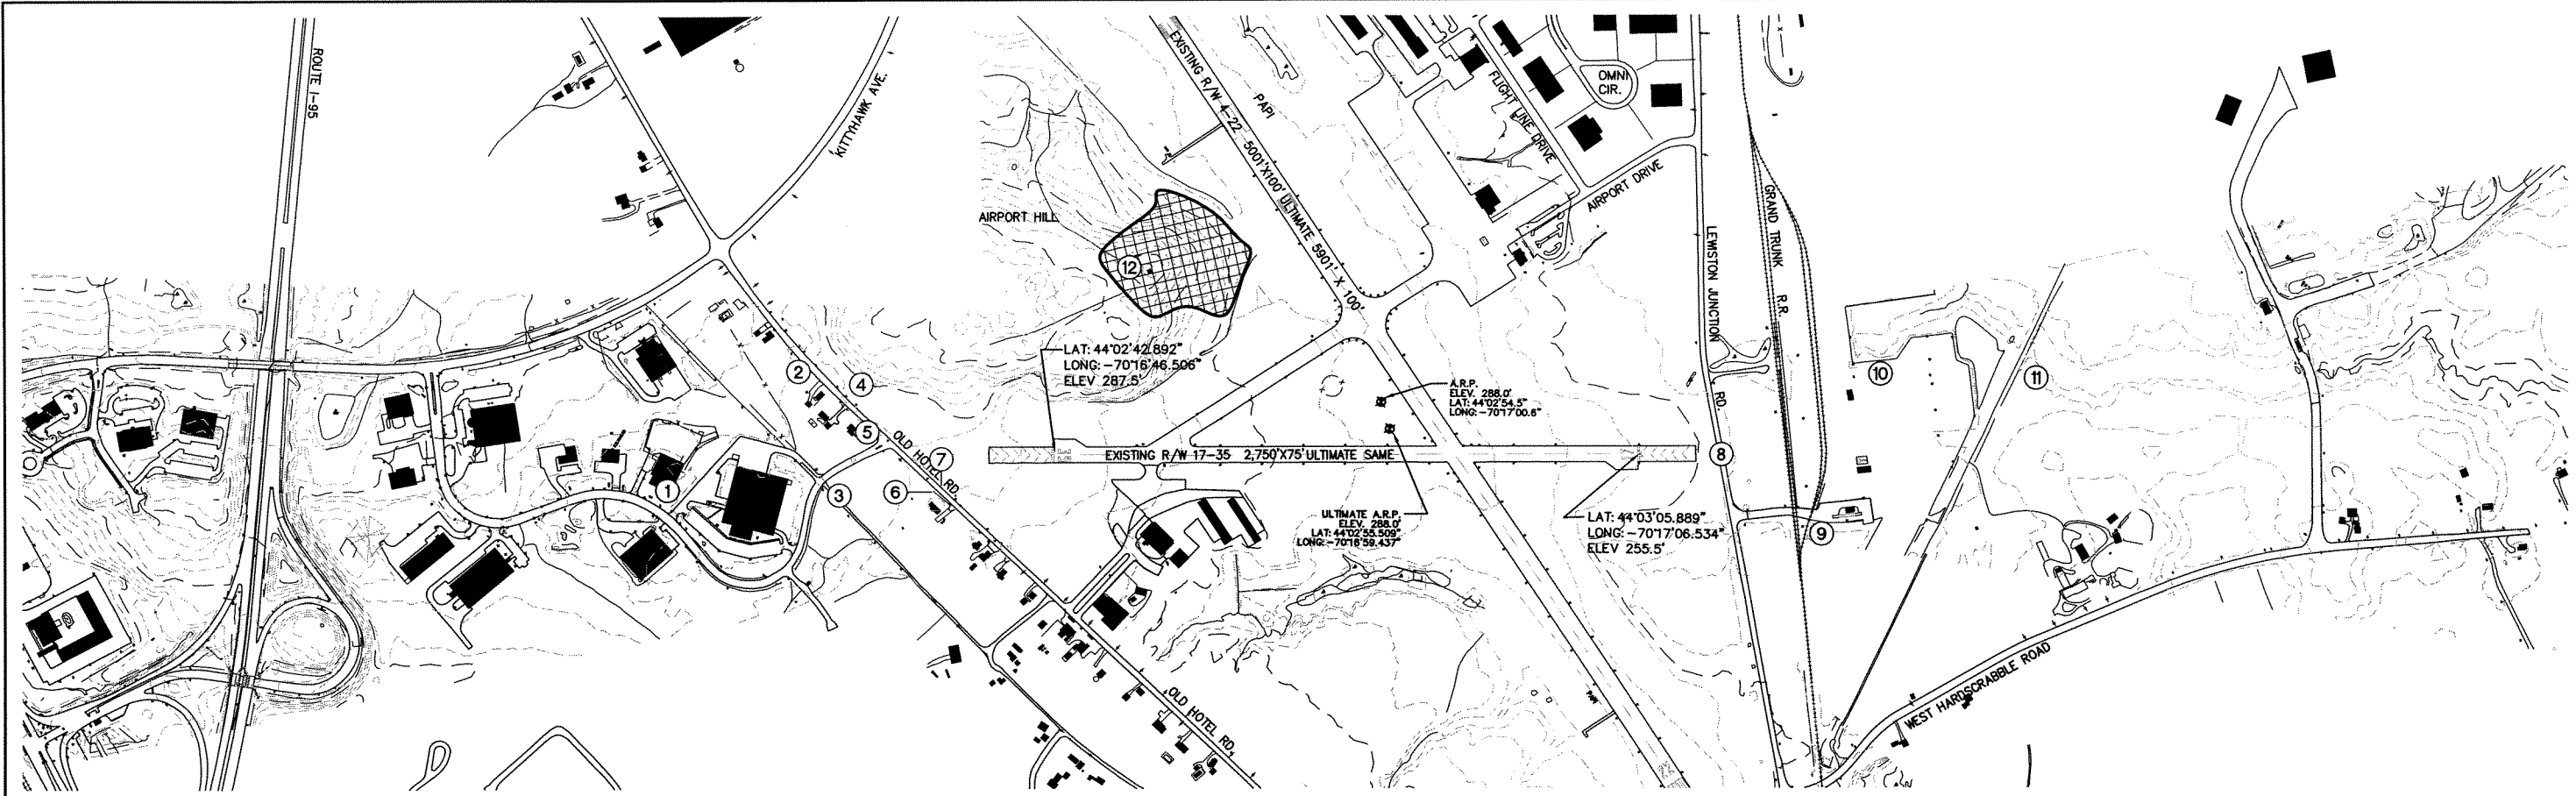 ROUTE I-95
KITTYHAWK AVE.
EXISTING R/W 4-22 5001'X100' ULTIMATE 5901' X 100'
PAPI
FLIGHT LINE DRIVE
OMNI
CIR.
AIRPORT DRIVE
LEWISTON JUNCTION RD.
GRAND TRUNK R.R.
AIRPORT HILL
12
LAT: 44°02'42.892"
LONG: -70°16'46.506"
ELEV 287.5'
A.R.P.
ELEV. 288.0'
LAT: 44°02'54.5"
LONG: -70°17'00.6"
2
4
5
OLD HOTEL RD.
7
6
1
3
EXISTING R/W 17-35 2,750'X75' ULTIMATE SAME
ULTIMATE A.R.P.
ELEV. 288.0'
LAT: 44°02'55.509"
LONG: -70°16'59.437"
LAT: 44°03'05.889"
LONG: -70°17'06.534"
ELEV 255.5'
8
9
10
11
OLD HOTEL RD.
PAPI
WEST HARDSCRABBLE ROAD